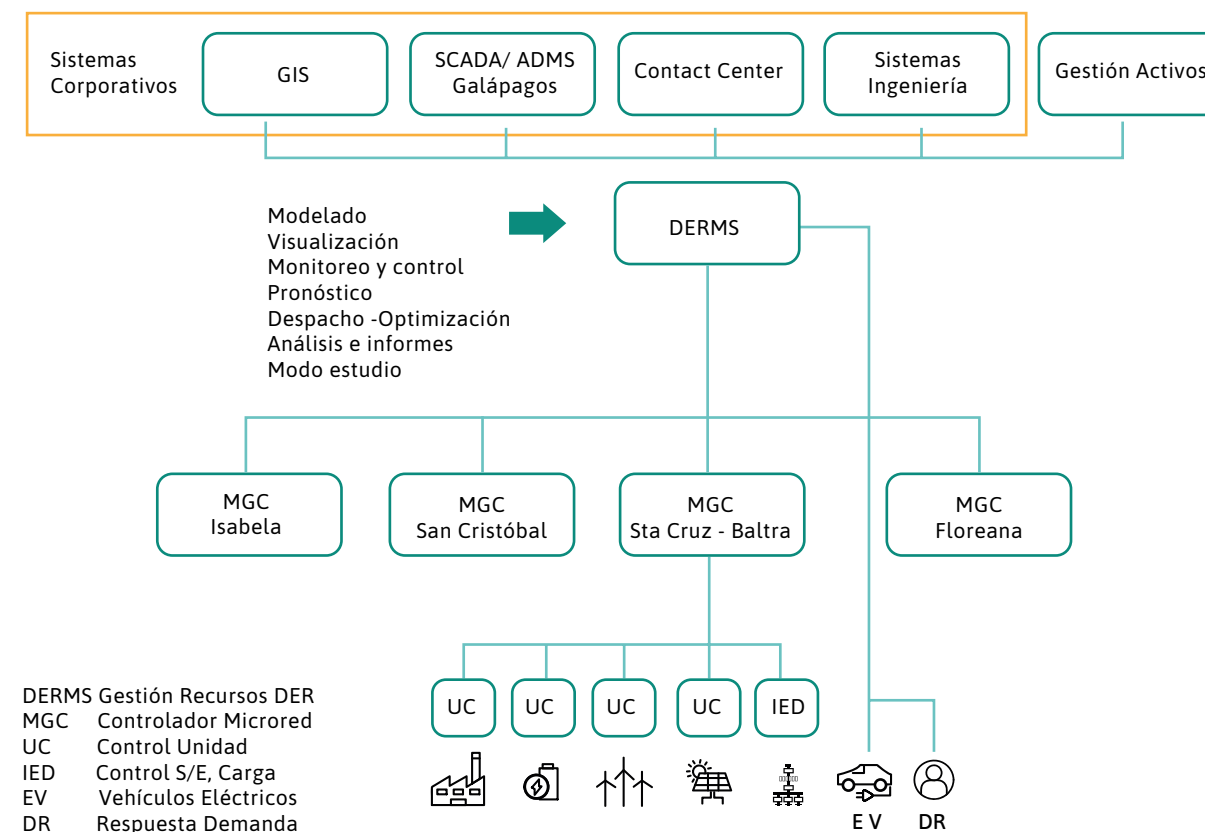 Sistemas
Corporativos
GIS
SCADA/ ADMS
Galápagos
Contact Center
Sistemas
Ingeniería
Gestión Activos
Modelado
Visualización
Monitoreo y control
Pronóstico
Despacho -Optimización
Análisis e informes
Modo estudio
DERMS
MGC
Isabela
MGC
San Cristóbal
MGC
Sta Cruz - Baltra
MGC
Floreana
UC
UC
UC
UC
IED
DERMS Gestión Recursos DER
MGC Controlador Microred
UC Control Unidad
IED Control S/E, Carga
EV Vehículos Eléctricos
DR Respuesta Demanda
E V
DR